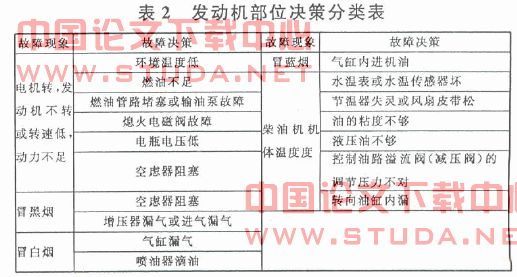 表2 发动机部位决策分类表
故障现象 故障决策 故障现象 故障决策
电机转,发动机不转或转速低,动力不足
环境温度低
燃油不足
燃油管路堵塞或输油泵故障
熄火电磁阀故障
电瓶电压低
空虑器阻塞
冒黑烟
空虑器阻塞
增压器漏气或进气漏气
冒白烟
气缸漏气
喷油器滴油
冒蓝烟
气缸内进机油
柴油机机体温度度
水温表或水温传感器坏
节温器失灵或风扇皮带松
油的粘度不够
液压油不够
控制油路溢流阀(减压阀)的调节压力不对
转向油缸内漏
中国论文下载中心
HTTP://WWW.STUDA.NET
中国论文下载中心
HTTP://WWW.STUDA.NET